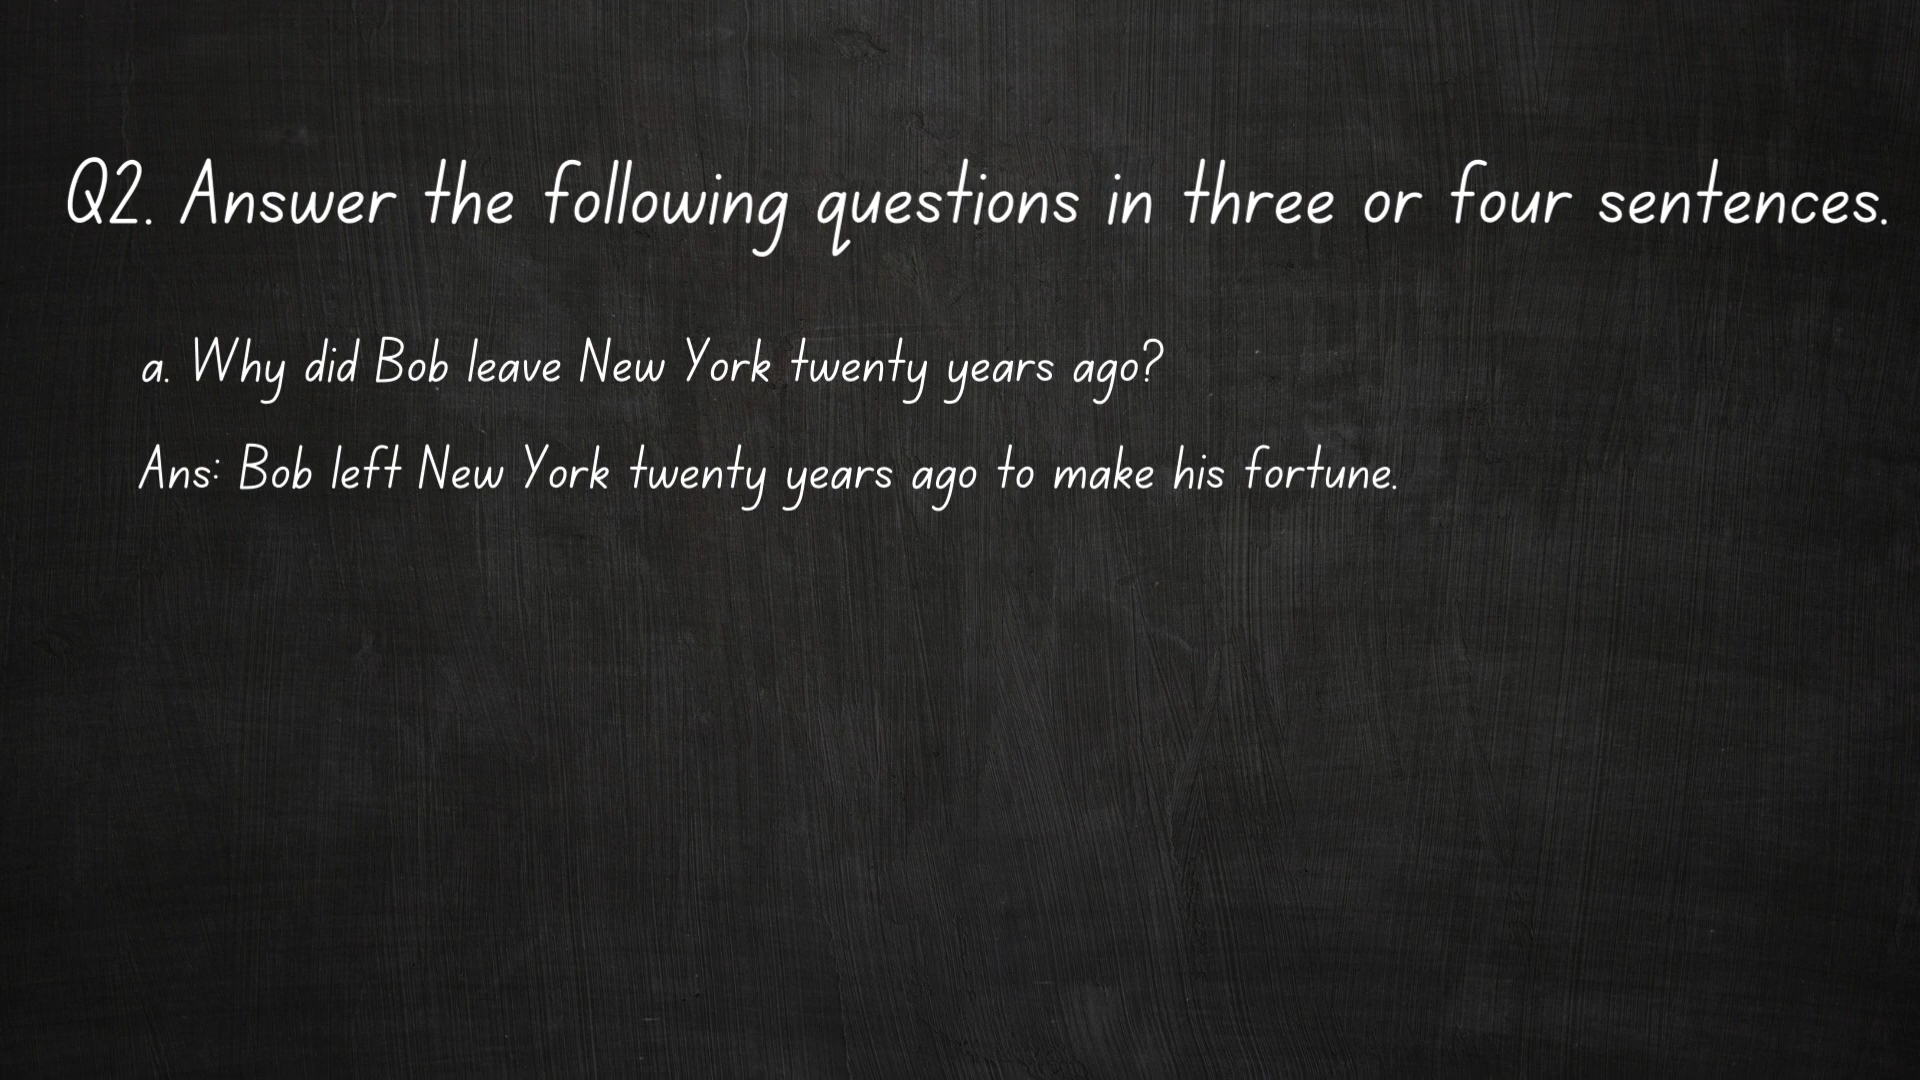 Q2. Answer the following questions in three or four sentences.
a. Why did Bob leave New York twenty years ago?
Ans: Bob left New York twenty years ago to make his fortune.